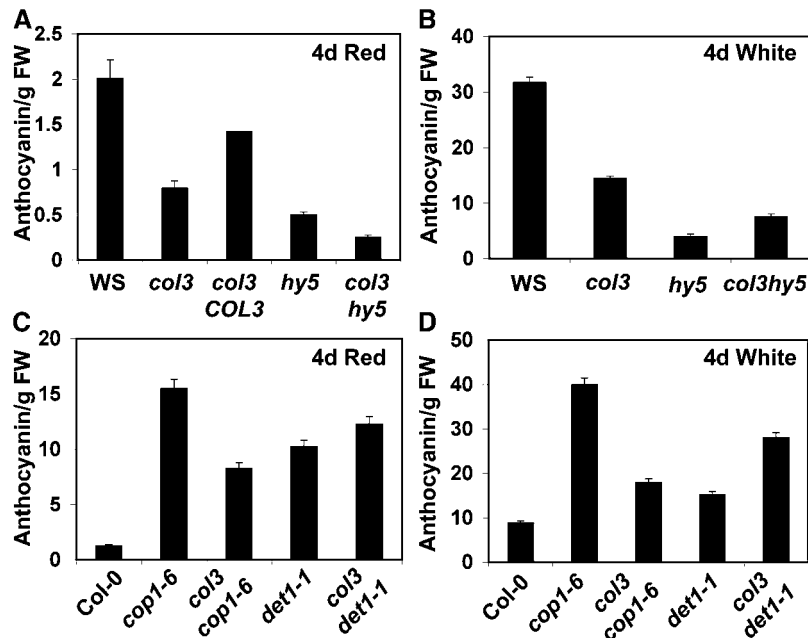 A
4d Red
Anthocyanin/g FW
2.5
2
1.5
1
0.5
0
WS
col3
col3
COL3
hy5
col3
hy5
B
4d White
Anthocyanin/g FW
40
30
20
10
0
WS
col3
hy5
col3hy5
C
4d Red
Anthocyanin/g FW
20
15
10
5
0
Col-0
cop1-6
col3
cop1-6
det1-1
col3
det1-1
D
4d White
Anthocyanin/g FW
50
40
30
20
10
00
Col-0
cop1-6
col3
cop1-6
det1-1
col3
det1-1